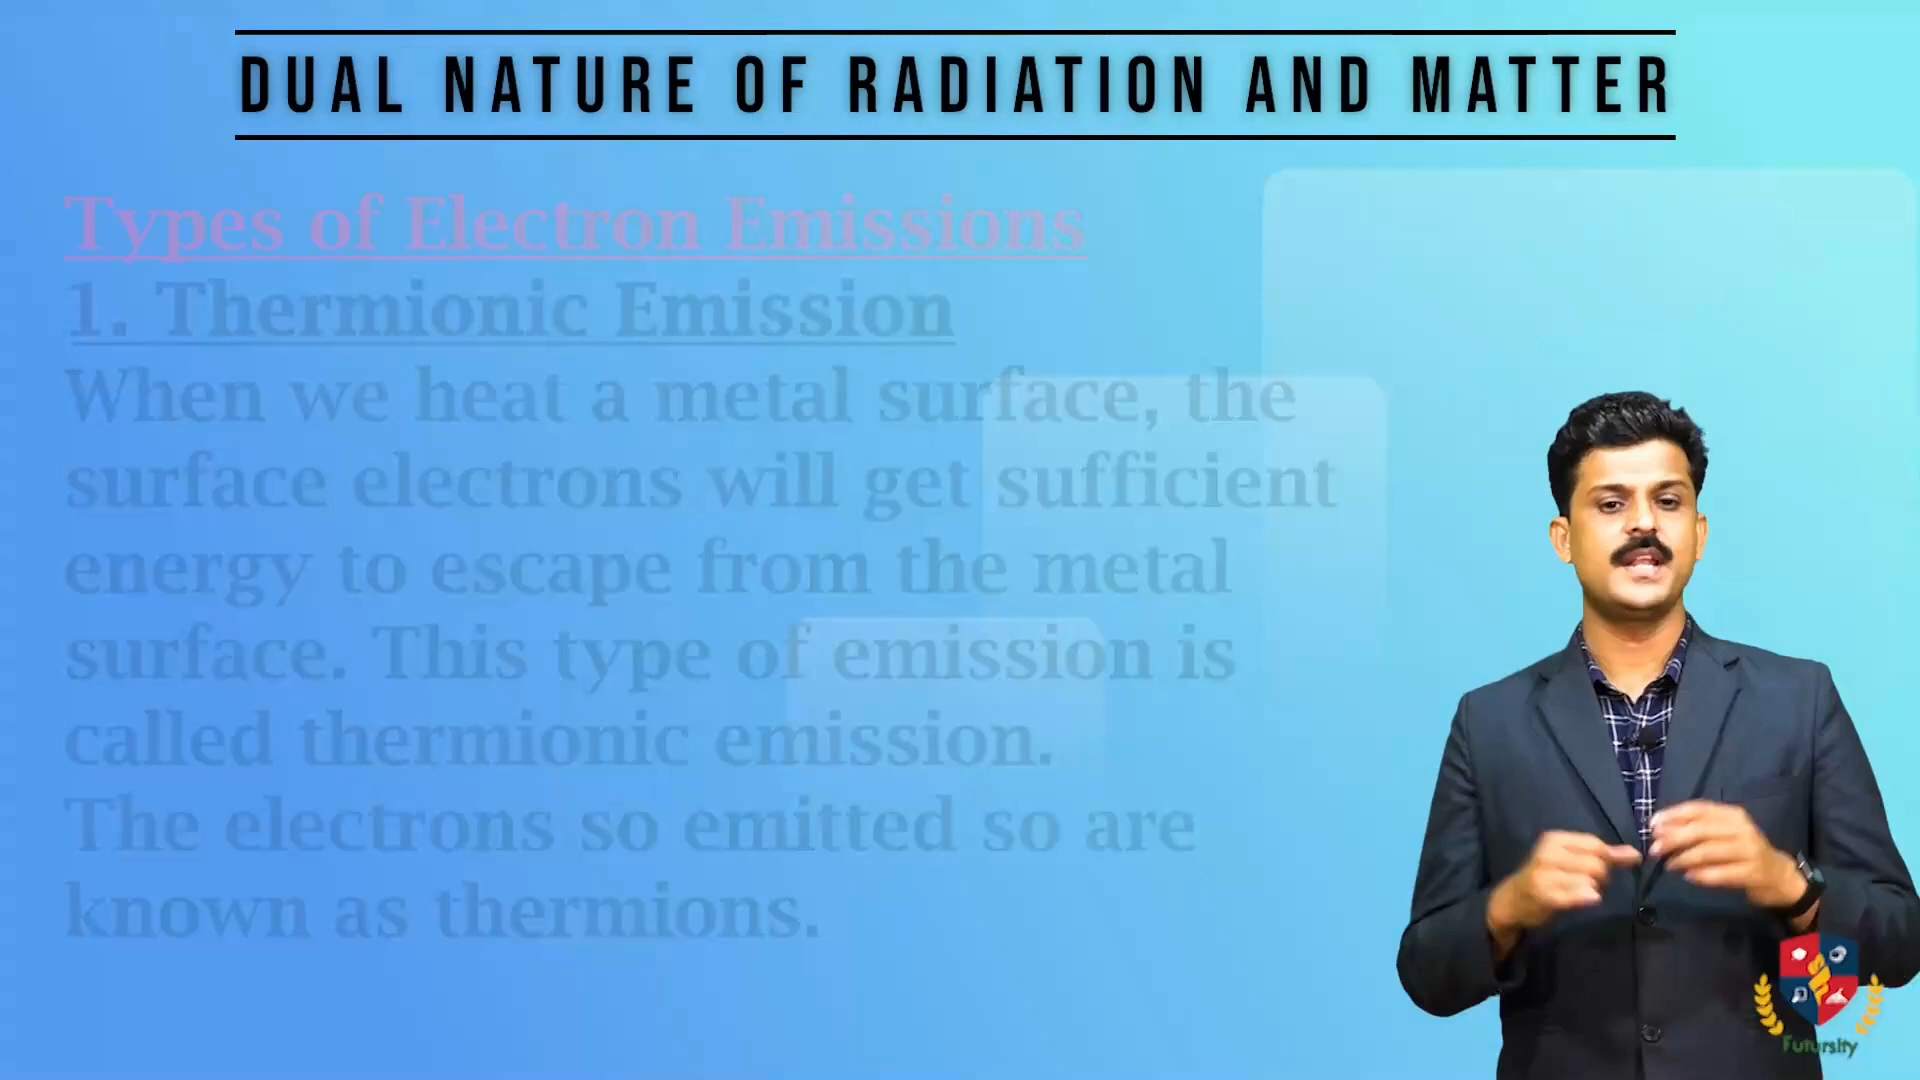 DUAL NATURE OF RADIATION AND MATTER
Types of Electron Emissions
1. Thermionic Emission
When we heat a metal surface, the
surface electrons will get sufficient
energy to escape from the metal
surface. This type of emission is
called thermionic emission.
The electrons so emitted so are
known as thermions.
Futursity